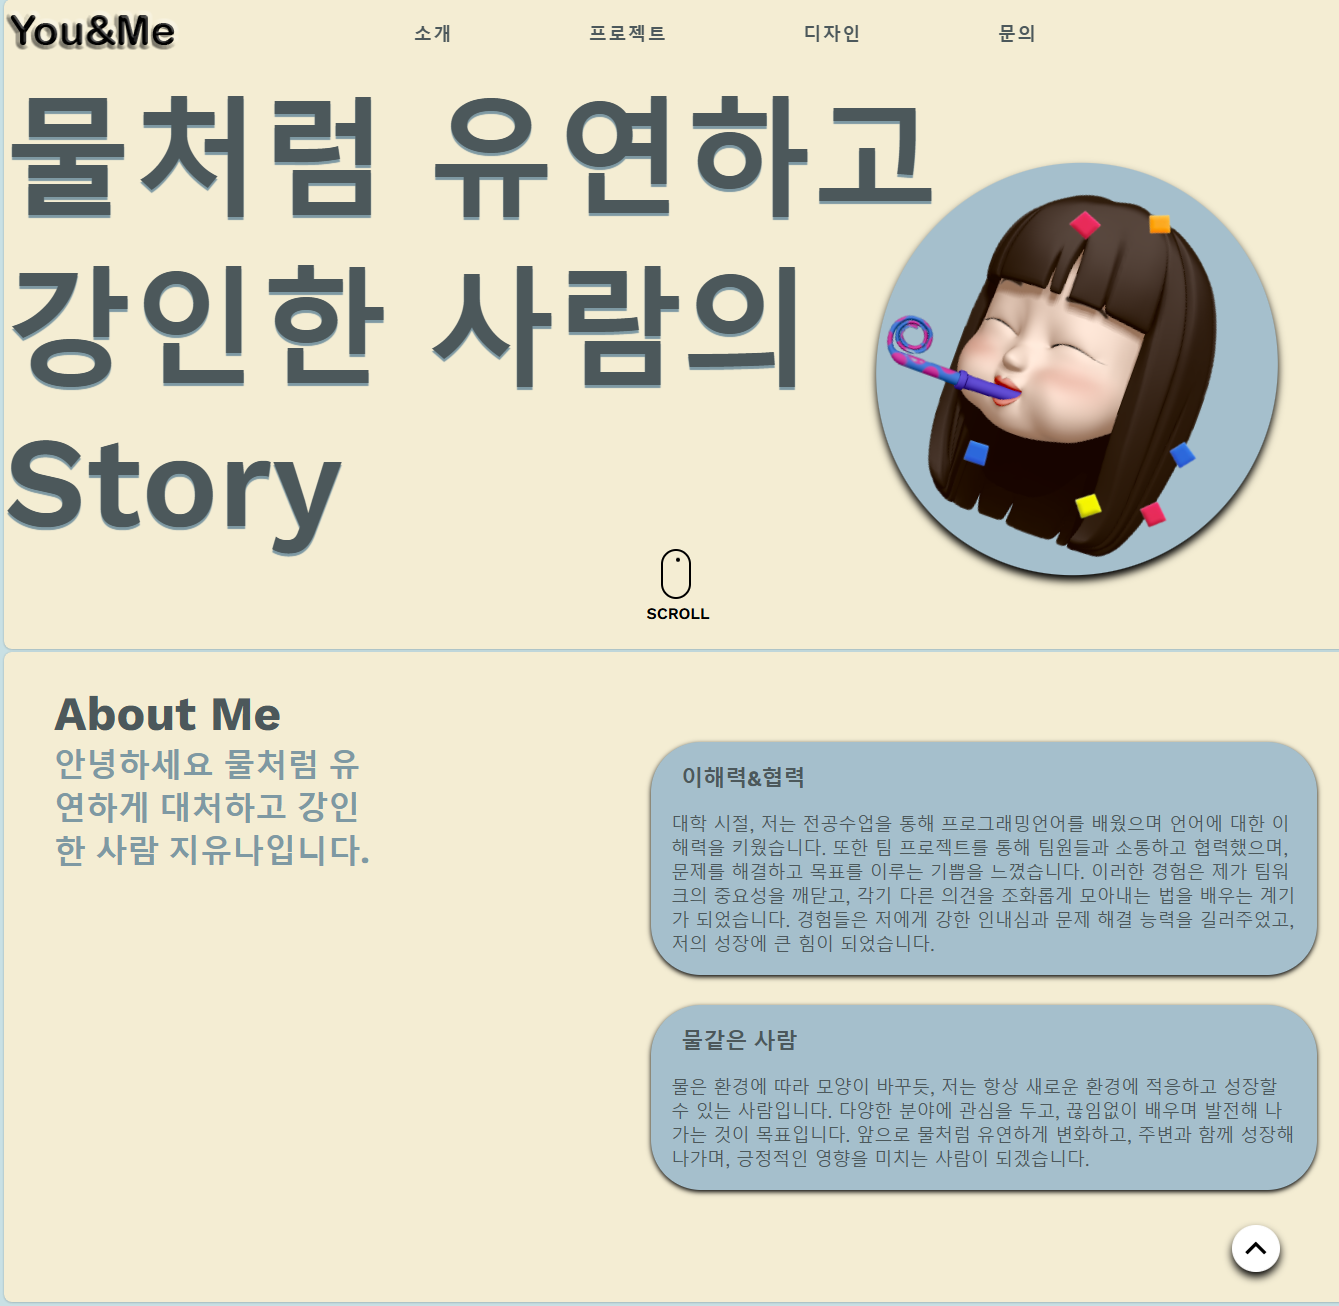 You&Me
소개 프로젝트 디자인 문의
물처럼 유연하고
강인한 사람의
Story
SCROLL
About Me
안녕하세요 물처럼 유
연하게 대처하고 강인
한 사람 지유나입니다.
이해력&협력
대학 시절, 저는 전공수업을 통해 프로그래밍언어를 배웠으며 언어에 대한 이
해력을 키웠습니다. 또한 팀 프로젝트를 통해 팀원들과 소통하고 협력했으며,
문제를 해결하고 목표를 이루는 기쁨을 느꼈습니다. 이러한 경험은 제가 팀워
크의 중요성을 깨닫고, 각기 다른 의견을 조화롭게 모아내는 법을 배우는 계기
가 되었습니다. 경험들은 저에게 강한 인내심과 문제 해결 능력을 길러주었고,
저의 성장에 큰 힘이 되었습니다.
물같은 사람
물은 환경에 따라 모양이 바꾸듯, 저는 항상 새로운 환경에 적응하고 성장할
수 있는 사람입니다. 다양한 분야에 관심을 두고, 끊임없이 배우며 발전해 나
가는 것이 목표입니다. 앞으로 물처럼 유연하게 변화하고, 주변과 함께 성장해
나가며, 긍정적인 영향을 미치는 사람이 되겠습니다.